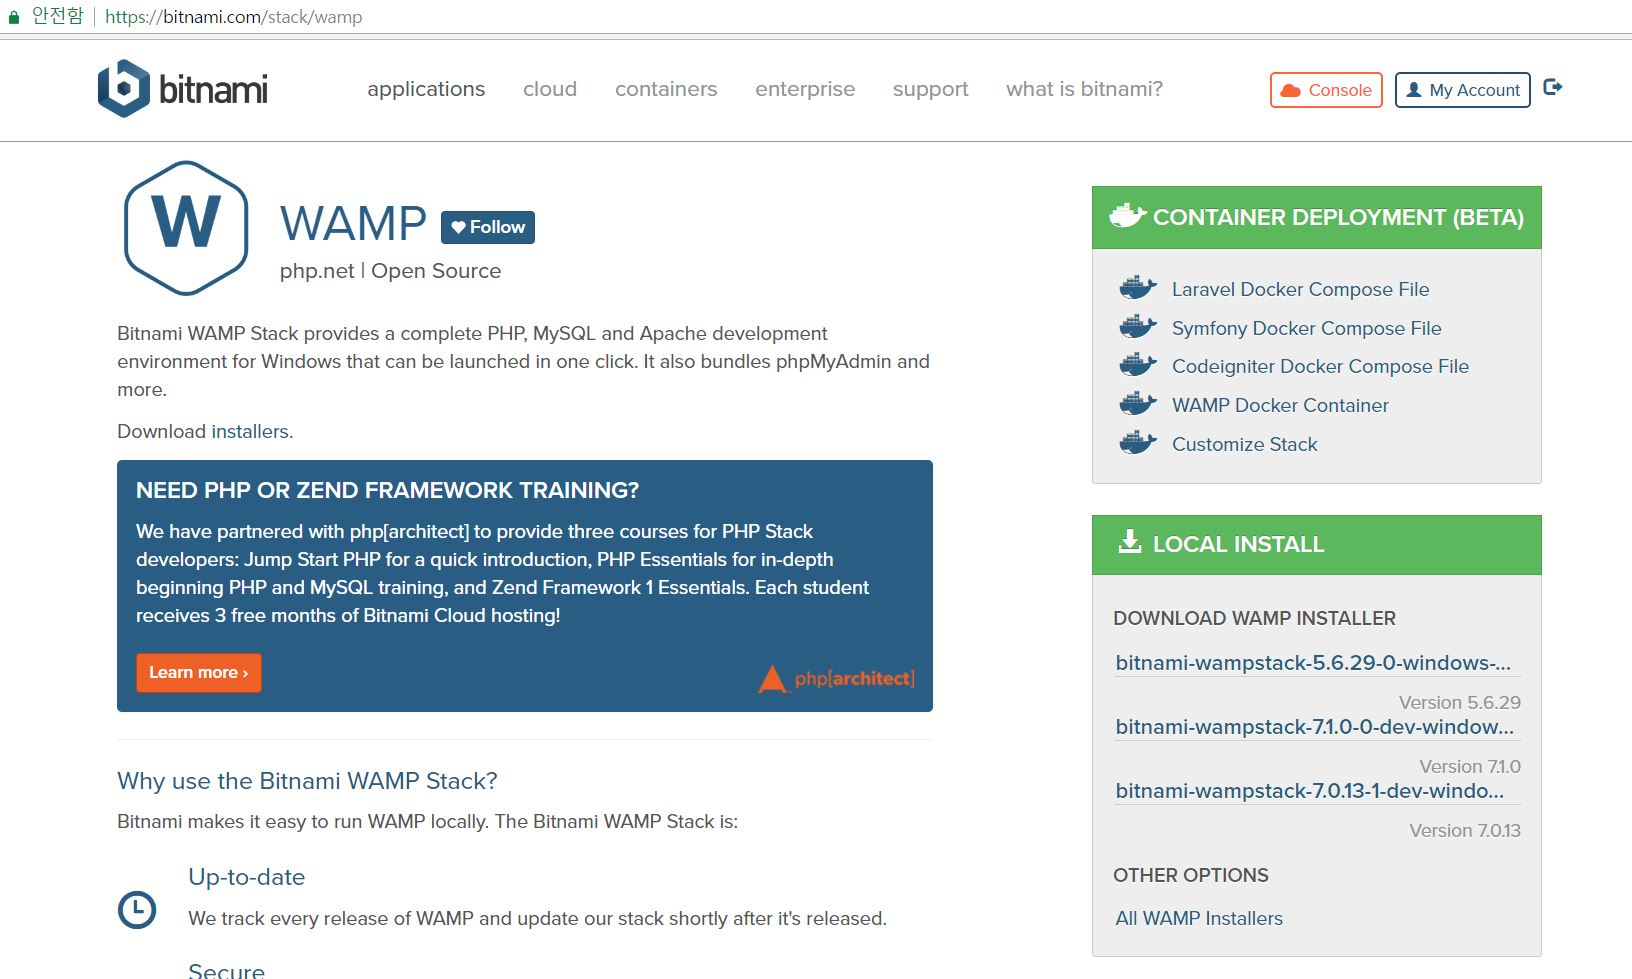 안전함 https://bitnami.com/stack/wamp
bitnami
applications cloud containers enterprise support what is bitnami? Console My Account
W
WAMP Follow
php.net | Open Source
Bitnami WAMP Stack provides a complete PHP, MySQL and Apache development
environment for Windows that can be launched in one click. It also bundles phpMyAdmin and
more.
Download installers.
NEED PHP OR ZEND FRAMEWORK TRAINING?
We have partnered with php[architect] to provide three courses for PHP Stack
developers: Jump Start PHP for a quick introduction, PHP Essentials for in-depth
beginning PHP and MySQL training, and Zend Framework 1 Essentials. Each student
receives 3 free months of Bitnami Cloud hosting!
Learn more ›
php[architect]
Why use the Bitnami WAMP Stack?
Bitnami makes it easy to run WAMP locally. The Bitnami WAMP Stack is:
Up-to-date
We track every release of WAMP and update our stack shortly after it's released.
Secure
CONTAINER DEPLOYMENT (BETA)
Laravel Docker Compose File
Symfony Docker Compose File
Codeigniter Docker Compose File
WAMP Docker Container
Customize Stack
LOCAL INSTALL
DOWNLOAD WAMP INSTALLER
bitnami-wampstack-5.6.29-0-windows-...
Version 5.6.29
bitnami-wampstack-7.1.0-0-dev-window...
Version 7.1.0
bitnami-wampstack-7.0.13-1-dev-windo...
Version 7.0.13
OTHER OPTIONS
All WAMP Installers